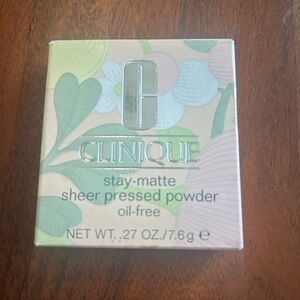 C
CLINIQUE
stay-matte
sheer pressed powder
oil-free
NET WT. .27 OZ./7.6g ℮